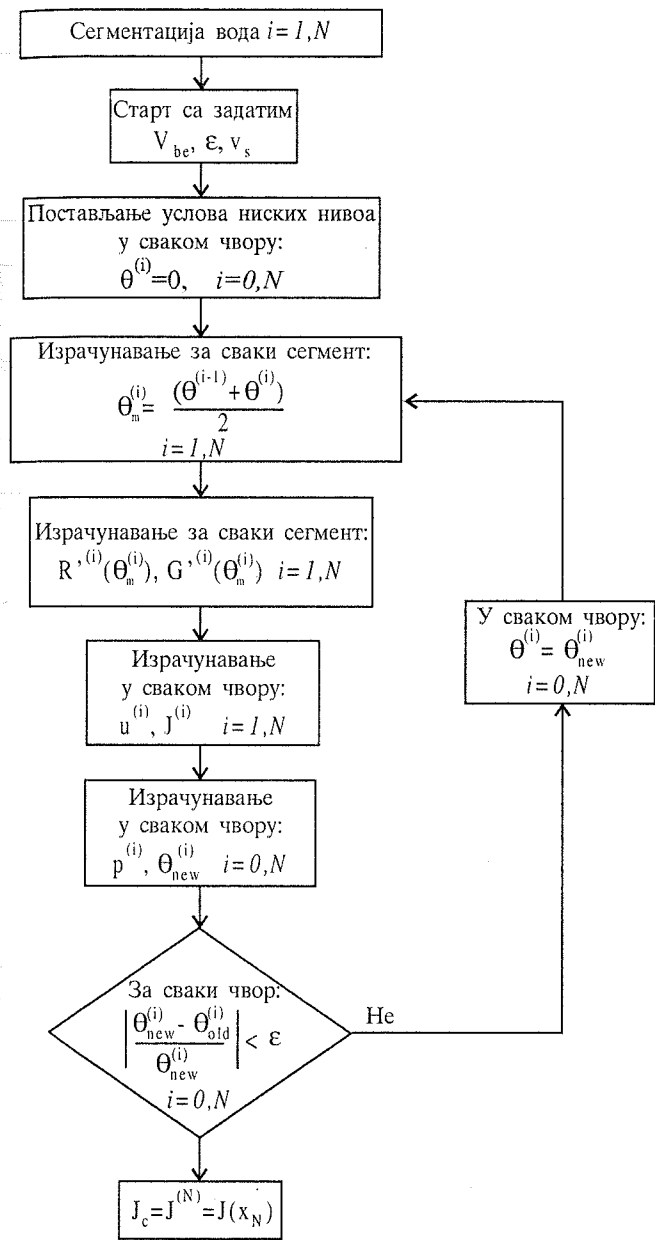 Сегментација вода i=1,N
Старт са задатим
V_be, ε, v_s
Постављање услова ниских нивоа
у сваком чвору:
θ^(i)=0, i=0,N
Израчунавање за сваки сегмент:
θ_m^(i) = (θ^(i-1) + θ^(i)) / 2
i=1,N
Израчунавање за сваки сегмент:
R'^(i)(θ_m^(i)), G'^(i)(θ_m^(i)) i=1,N
Израчунавање
у сваком чвору:
u^(i), J^(i) i=1,N
Израчунавање
у сваком чвору:
p^(i), θ_new^(i) i=0,N
За сваки чвор:
|(θ_new^(i) - θ_old^(i)) / θ_new^(i)| < ε
i=0,N
Не
У сваком чвору:
θ^(i) = θ_new^(i)
i=0,N
J_c=J^(N)=J(x_N)